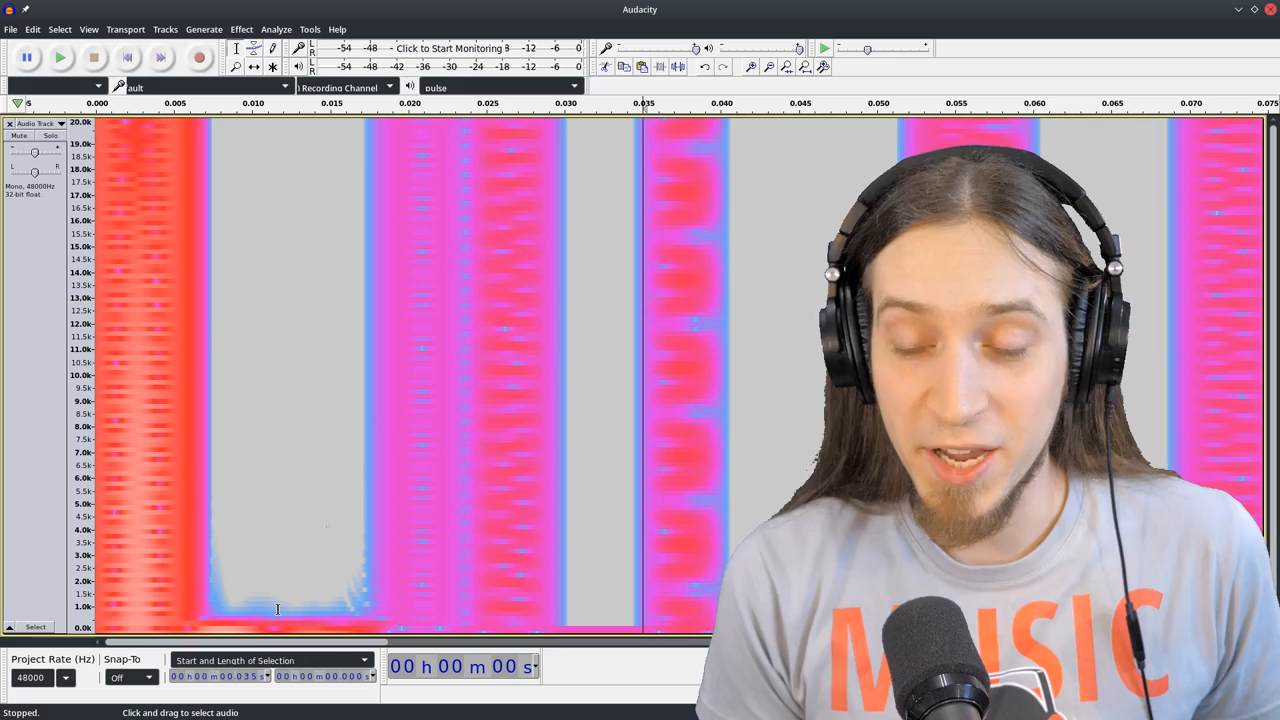 Audacity
File Edit Select View Transport Tracks Generate Effect Analyze Tools Help
L R -54 -48 Click to Start Monitoring -12 -6 0
L R -54 -48 -42 -36 -30 -24 -18 -12 -6 0
ault Recording Channel pulse
0.000 0.005 0.010 0.015 0.020 0.025 0.030 0.035 0.040 0.045 0.050 0.055 0.060 0.065 0.070 0.075
Audio Track
Mute Solo
- +
L R
Mono, 48000Hz
32-bit float
20.0k
19.0k
18.5k
18.0k
17.5k
17.0k
16.5k
16.0k
15.5k
15.0k
14.5k
14.0k
13.5k
13.0k
12.5k
12.0k
11.5k
11.0k
10.5k
10.0k
9.5k
9.0k
8.5k
8.0k
7.5k
7.0k
6.5k
6.0k
5.5k
5.0k
4.5k
4.0k
3.5k
3.0k
2.5k
2.0k
1.5k
1.0k
0.0k
Select
MUSIC
Project Rate (Hz) Snap-To Start and Length of Selection
48000 Off 00 h 00 m 00.035 s 00 h 00 m 00.000 s
00 h 00 m 00 s
Stopped. Click and drag to select audio